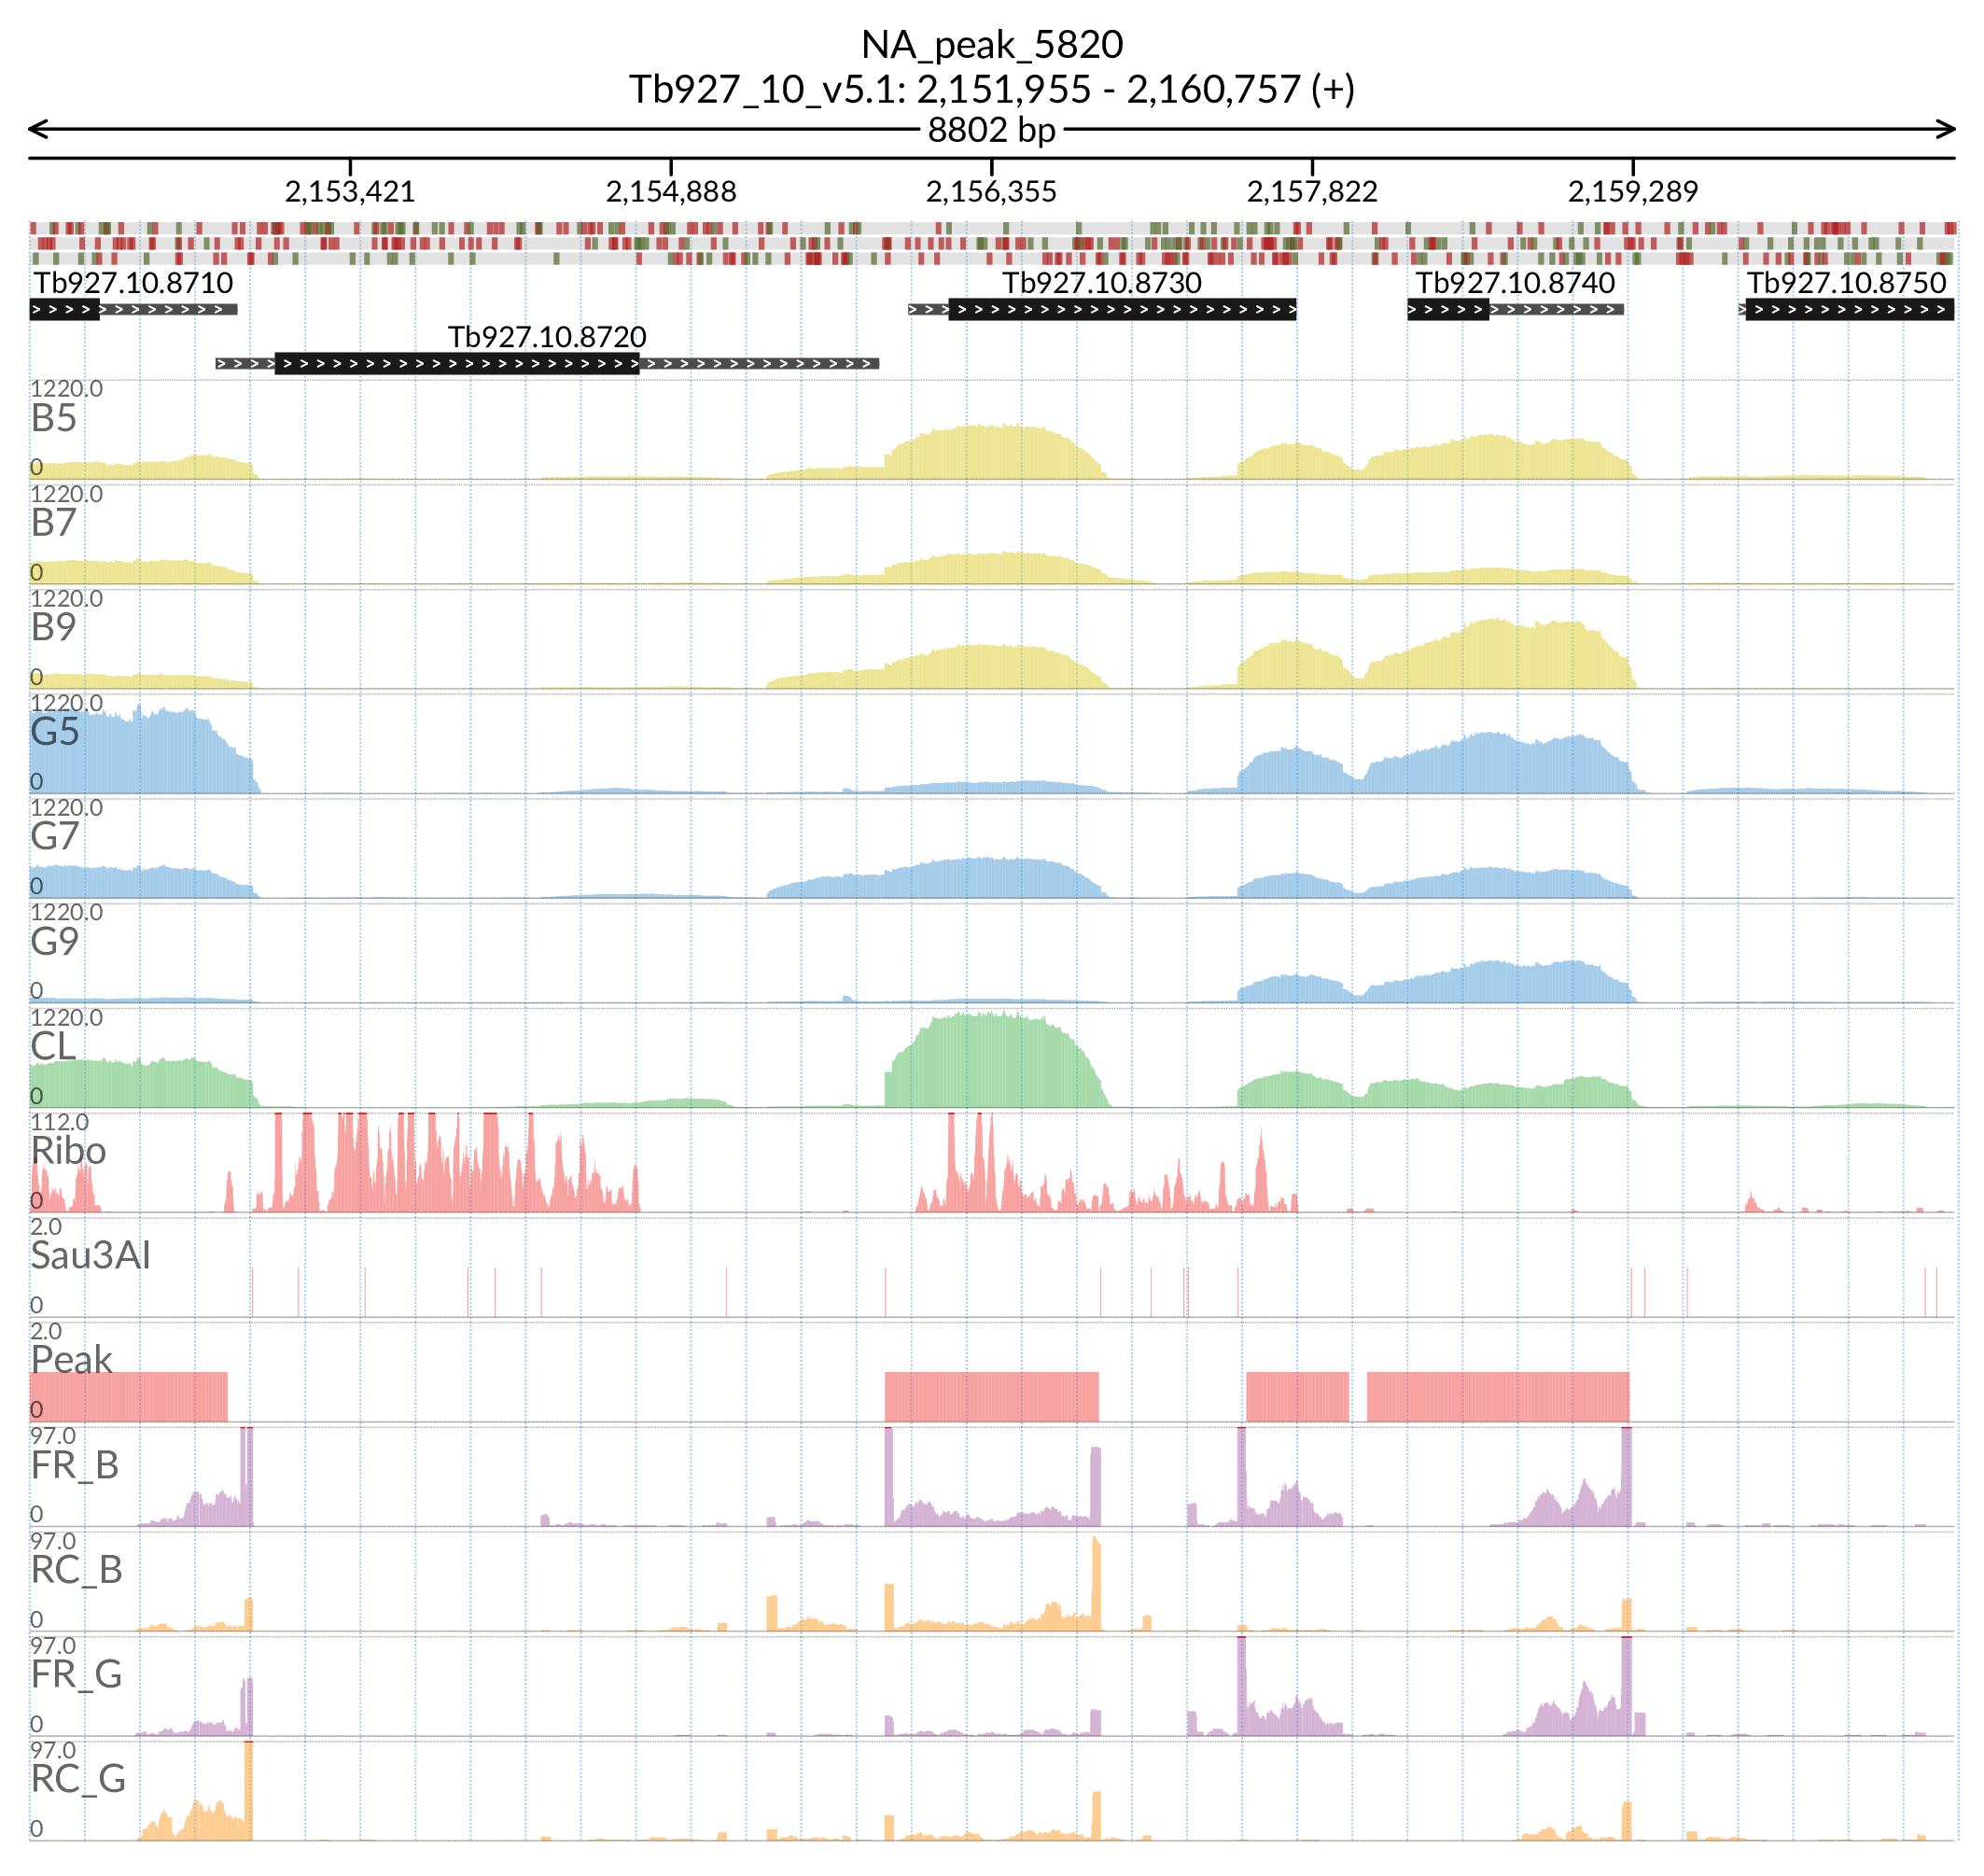 NA_peak_5820
Tb927_10_v5.1: 2,151,955 - 2,160,757 (+)
8802 bp
2,153,421 2,154,888 2,156,355 2,157,822 2,159,289
Tb927.10.8710 Tb927.10.8730 Tb927.10.8740 Tb927.10.8750
Tb927.10.8720
1220.0
B5
0
1220.0
B7
0
1220.0
B9
0
1220.0
G5
0
1220.0
G7
0
1220.0
G9
0
1220.0
CL
0
112.0
Ribo
0
2.0
Sau3AI
0
2.0
Peak
0
97.0
FR_B
0
97.0
RC_B
0
97.0
FR_G
0
97.0
RC_G
0